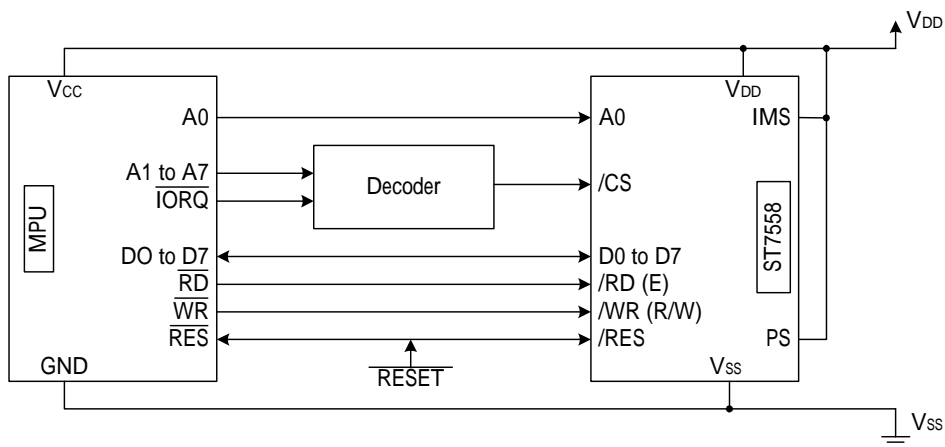 VDD
VCC
VDD
A0
A0
IMS
A1 to A7
IORQ
Decoder
/CS
MPU
ST7558
DO to D7
D0 to D7
RD
/RD (E)
WR
/WR (R/W)
RES
/RES
PS
GND
RESET
VSS
VSS